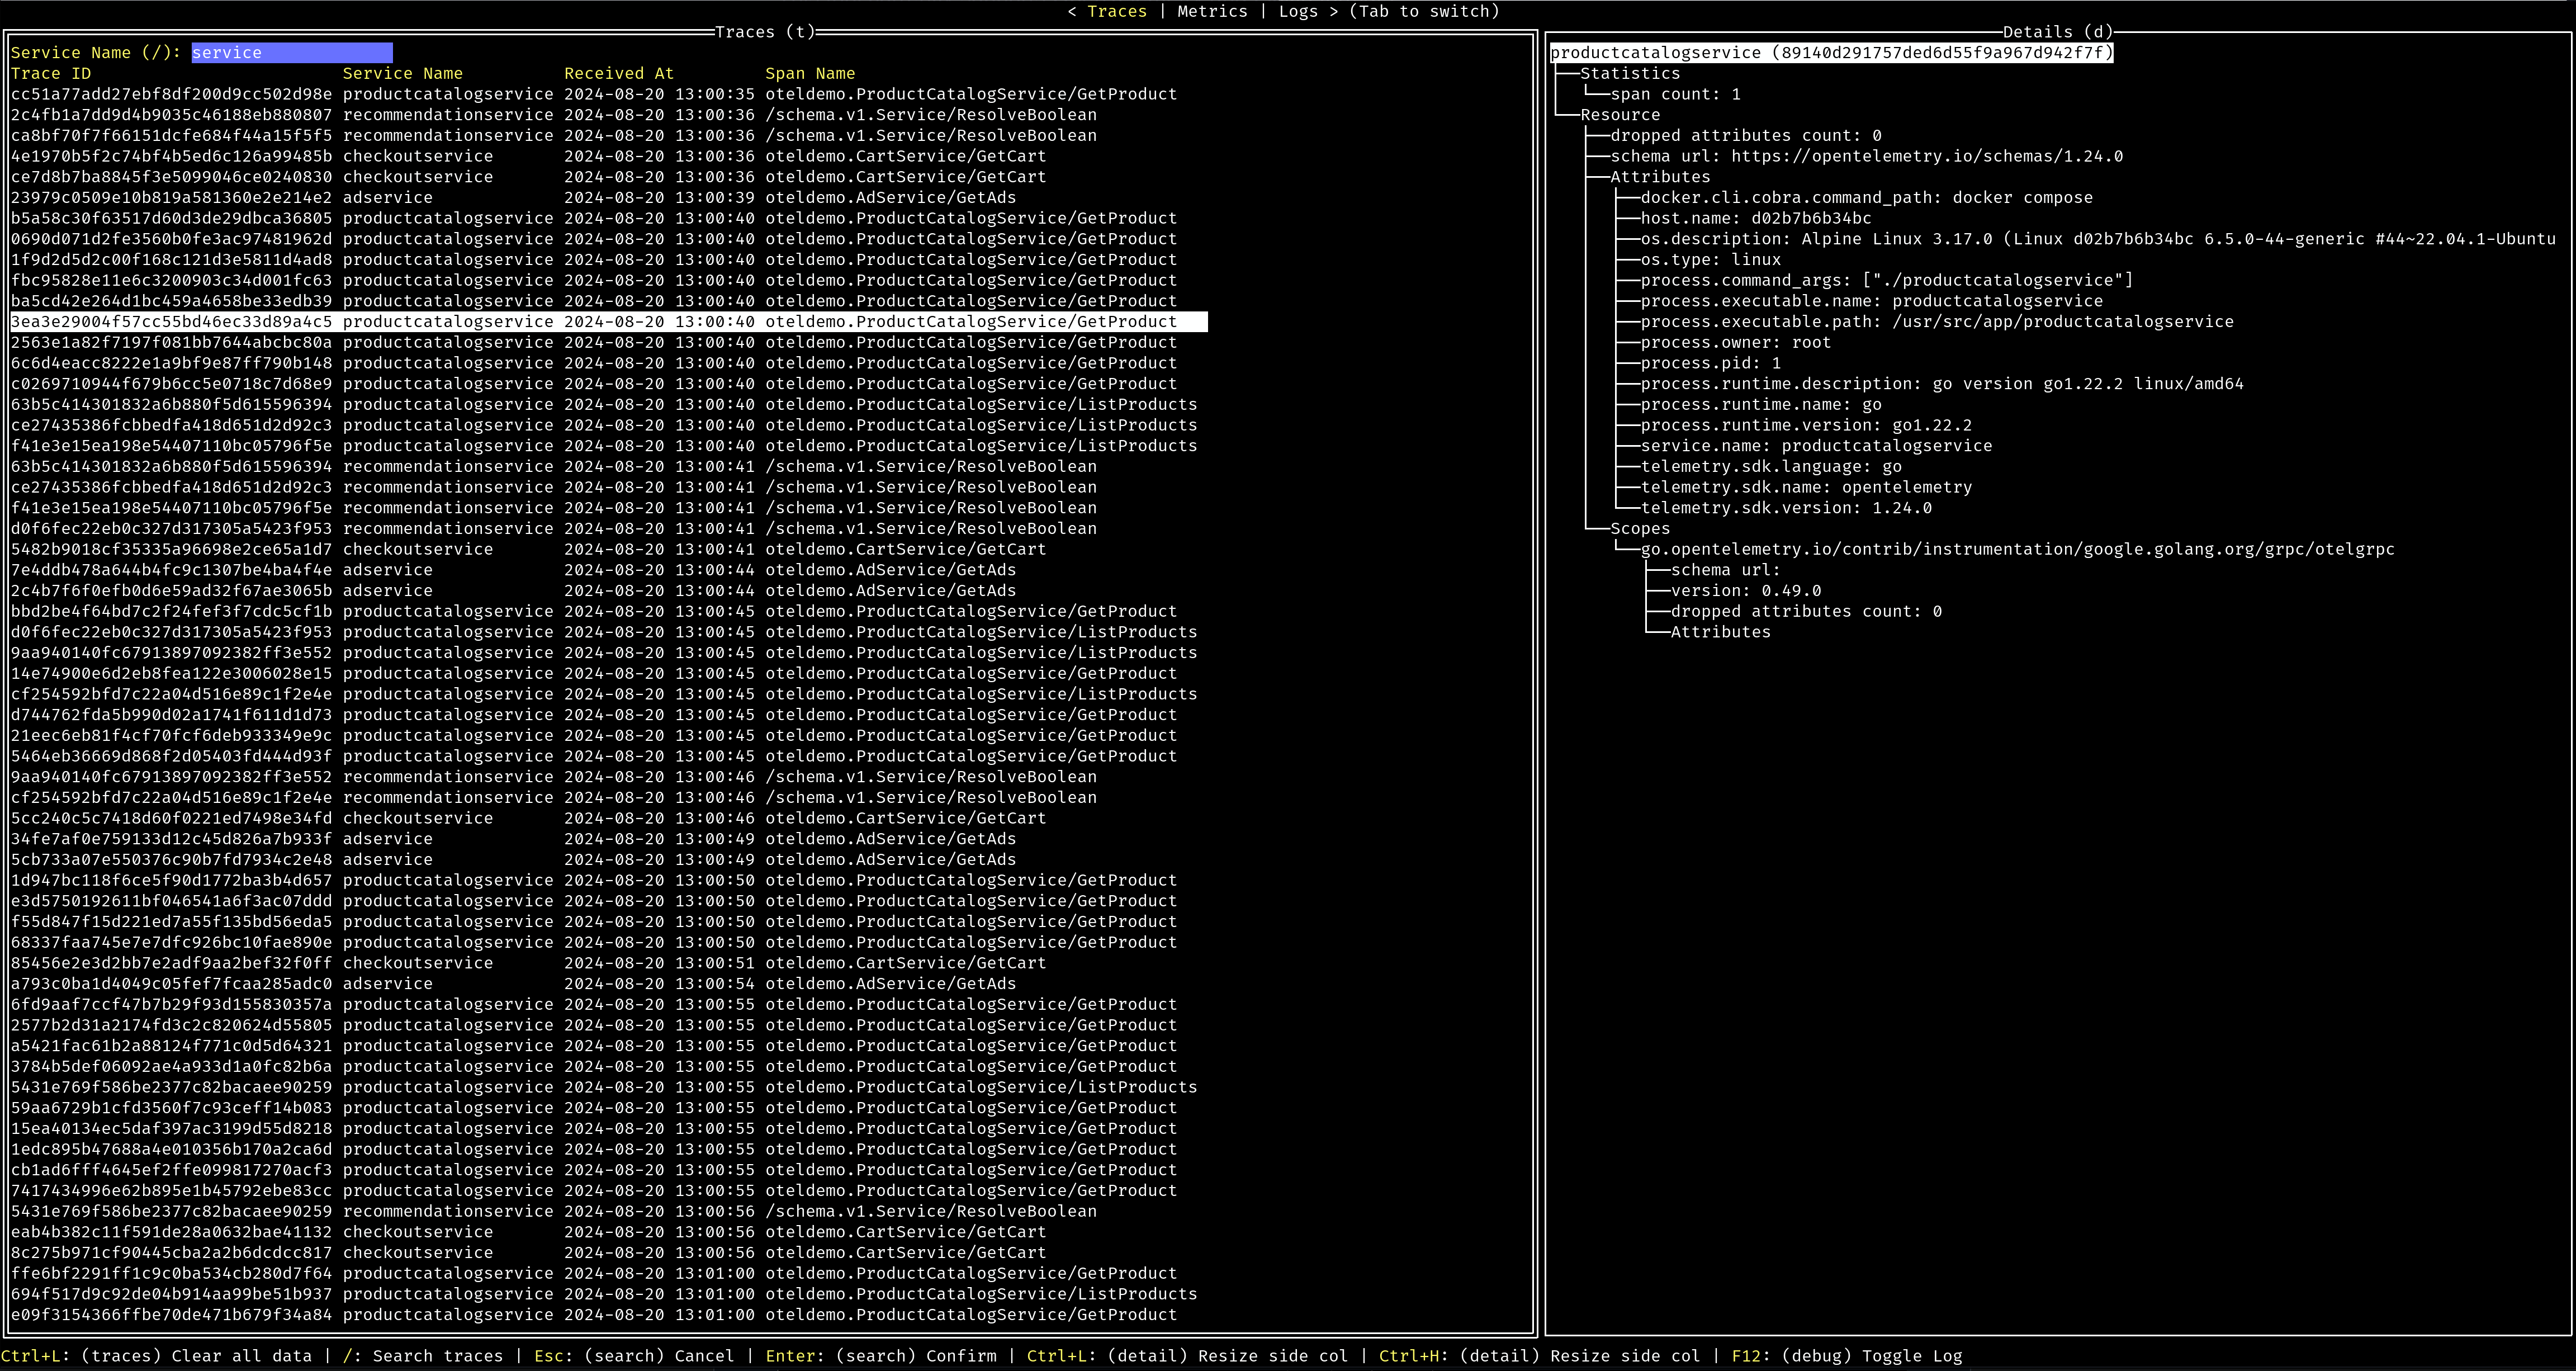 < Traces | Metrics | Logs > (Tab to switch)
Traces (t)
Service Name (/): service
Trace ID Service Name Received At Span Name
cc51a77add27ebf8df200d9cc502d98e productcatalogservice 2024-08-20 13:00:35 oteldemo.ProductCatalogService/GetProduct
2c4fb1a7dd9d4b9035c46188eb880807 recommendationservice 2024-08-20 13:00:36 /schema.v1.Service/ResolveBoolean
ca8bf70f7f66151dcfe684f44a15f5f5 recommendationservice 2024-08-20 13:00:36 /schema.v1.Service/ResolveBoolean
4e1970b5f2c74bf4b5ed6c126a99485b checkoutservice 2024-08-20 13:00:36 oteldemo.CartService/GetCart
ce7d8b7ba8845f3e5099046ce0240830 checkoutservice 2024-08-20 13:00:36 oteldemo.CartService/GetCart
23979c0509e10b819a581360e2e214e2 adservice 2024-08-20 13:00:39 oteldemo.AdService/GetAds
b5a58c30f63517d60d3de29dbca36805 productcatalogservice 2024-08-20 13:00:40 oteldemo.ProductCatalogService/GetProduct
0690d071d2fe3560b0fe3ac97481962d productcatalogservice 2024-08-20 13:00:40 oteldemo.ProductCatalogService/GetProduct
1f9d2d5d2c00f168c121d3e5811d4ad8 productcatalogservice 2024-08-20 13:00:40 oteldemo.ProductCatalogService/GetProduct
fbc95828e11e6c3200903c34d001fc63 productcatalogservice 2024-08-20 13:00:40 oteldemo.ProductCatalogService/GetProduct
ba5cd42e264d1bc459a4658be33edb39 productcatalogservice 2024-08-20 13:00:40 oteldemo.ProductCatalogService/GetProduct
3ea3e29004f57cc55bd46ec33d89a4c5 productcatalogservice 2024-08-20 13:00:40 oteldemo.ProductCatalogService/GetProduct
2563e1a82f7197f081bb7644abcbc80a productcatalogservice 2024-08-20 13:00:40 oteldemo.ProductCatalogService/GetProduct
6c6d4eacc8222e1a9bf9e87ff790b148 productcatalogservice 2024-08-20 13:00:40 oteldemo.ProductCatalogService/GetProduct
c0269710944f679b6cc5e0718c7d68e9 productcatalogservice 2024-08-20 13:00:40 oteldemo.ProductCatalogService/GetProduct
63b5c414301832a6b880f5d615596394 productcatalogservice 2024-08-20 13:00:40 oteldemo.ProductCatalogService/ListProducts
ce27435386fcbbedfa418d651d2d92c3 productcatalogservice 2024-08-20 13:00:40 oteldemo.ProductCatalogService/ListProducts
f41e3e15ea198e54407110bc05796f5e productcatalogservice 2024-08-20 13:00:40 oteldemo.ProductCatalogService/ListProducts
63b5c414301832a6b880f5d615596394 recommendationservice 2024-08-20 13:00:41 /schema.v1.Service/ResolveBoolean
ce27435386fcbbedfa418d651d2d92c3 recommendationservice 2024-08-20 13:00:41 /schema.v1.Service/ResolveBoolean
f41e3e15ea198e54407110bc05796f5e recommendationservice 2024-08-20 13:00:41 /schema.v1.Service/ResolveBoolean
d0f6fec22eb0c327d317305a5423f953 recommendationservice 2024-08-20 13:00:41 /schema.v1.Service/ResolveBoolean
5482b9018cf35335a96698e2ce65a1d7 checkoutservice 2024-08-20 13:00:41 oteldemo.CartService/GetCart
7e4ddb478a644b4fc9c1307be4ba4f4e adservice 2024-08-20 13:00:44 oteldemo.AdService/GetAds
2c4b7f6f0efb0d6e59ad32f67ae3065b adservice 2024-08-20 13:00:44 oteldemo.AdService/GetAds
bbd2be4f64bd7c2f24fef3f7cdc5cf1b productcatalogservice 2024-08-20 13:00:45 oteldemo.ProductCatalogService/GetProduct
d0f6fec22eb0c327d317305a5423f953 productcatalogservice 2024-08-20 13:00:45 oteldemo.ProductCatalogService/ListProducts
9aa940140fc67913897092382ff3e552 productcatalogservice 2024-08-20 13:00:45 oteldemo.ProductCatalogService/ListProducts
14e74900e6d2eb8fea122e3006028e15 productcatalogservice 2024-08-20 13:00:45 oteldemo.ProductCatalogService/GetProduct
cf254592bfd7c22a04d516e89c1f2e4e productcatalogservice 2024-08-20 13:00:45 oteldemo.ProductCatalogService/ListProducts
d744762fda5b990d02a1741f611d1d73 productcatalogservice 2024-08-20 13:00:45 oteldemo.ProductCatalogService/GetProduct
21eec6eb81f4cf70fcf6deb933349e9c productcatalogservice 2024-08-20 13:00:45 oteldemo.ProductCatalogService/GetProduct
5464eb36669d868f2d05403fd444d93f productcatalogservice 2024-08-20 13:00:45 oteldemo.ProductCatalogService/GetProduct
9aa940140fc67913897092382ff3e552 recommendationservice 2024-08-20 13:00:46 /schema.v1.Service/ResolveBoolean
cf254592bfd7c22a04d516e89c1f2e4e recommendationservice 2024-08-20 13:00:46 /schema.v1.Service/ResolveBoolean
5cc240c5c7418d60f0221ed7498e34fd checkoutservice 2024-08-20 13:00:46 oteldemo.CartService/GetCart
34fe7af0e759133d12c45d826a7b933f adservice 2024-08-20 13:00:49 oteldemo.AdService/GetAds
5cb733a07e550376c90b7fd7934c2e48 adservice 2024-08-20 13:00:49 oteldemo.AdService/GetAds
1d947bc118f6ce5f90d1772ba3b4d657 productcatalogservice 2024-08-20 13:00:50 oteldemo.ProductCatalogService/GetProduct
e3d5750192611bf046541a6f3ac07ddd productcatalogservice 2024-08-20 13:00:50 oteldemo.ProductCatalogService/GetProduct
f55d847f15d221ed7a55f135bd56eda5 productcatalogservice 2024-08-20 13:00:50 oteldemo.ProductCatalogService/GetProduct
68337faa745e7e7dfc926bc10fae890e productcatalogservice 2024-08-20 13:00:50 oteldemo.ProductCatalogService/GetProduct
85456e2e3d2bb7e2adf9aa2bef32f0ff checkoutservice 2024-08-20 13:00:51 oteldemo.CartService/GetCart
a793c0ba1d4049c05fef7fcaa285adc0 adservice 2024-08-20 13:00:54 oteldemo.AdService/GetAds
6fd9aaf7ccf47b7b29f93d155830357a productcatalogservice 2024-08-20 13:00:55 oteldemo.ProductCatalogService/GetProduct
2577b2d31a2174fd3c2c820624d55805 productcatalogservice 2024-08-20 13:00:55 oteldemo.ProductCatalogService/GetProduct
a5421fac61b2a88124f771c0d5d64321 productcatalogservice 2024-08-20 13:00:55 oteldemo.ProductCatalogService/GetProduct
3784b5def06092ae4a933d1a0fc82b6a productcatalogservice 2024-08-20 13:00:55 oteldemo.ProductCatalogService/GetProduct
5431e769f586be2377c82bacaee90259 productcatalogservice 2024-08-20 13:00:55 oteldemo.ProductCatalogService/ListProducts
59aa6729b1cfd3560f7c93ceff14b083 productcatalogservice 2024-08-20 13:00:55 oteldemo.ProductCatalogService/GetProduct
15ea40134ec5daf397ac3199d55d8218 productcatalogservice 2024-08-20 13:00:55 oteldemo.ProductCatalogService/GetProduct
1edc895b47688a4e010356b170a2ca6d productcatalogservice 2024-08-20 13:00:55 oteldemo.ProductCatalogService/GetProduct
cb1ad6fff4645ef2ffe099817270acf3 productcatalogservice 2024-08-20 13:00:55 oteldemo.ProductCatalogService/GetProduct
7417434996e62b895e1b45792ebe83cc productcatalogservice 2024-08-20 13:00:55 oteldemo.ProductCatalogService/GetProduct
5431e769f586be2377c82bacaee90259 recommendationservice 2024-08-20 13:00:56 /schema.v1.Service/ResolveBoolean
eab4b382c11f591de28a0632bae41132 checkoutservice 2024-08-20 13:00:56 oteldemo.CartService/GetCart
8c275b971cf90445cba2a2b6dcdcc817 checkoutservice 2024-08-20 13:00:56 oteldemo.CartService/GetCart
ffe6bf2291ff1c9c0ba534cb280d7f64 productcatalogservice 2024-08-20 13:01:00 oteldemo.ProductCatalogService/GetProduct
694f517d9c92de04b914aa99be51b937 productcatalogservice 2024-08-20 13:01:00 oteldemo.ProductCatalogService/ListProducts
e09f3154366ffbe70de471b679f34a84 productcatalogservice 2024-08-20 13:01:00 oteldemo.ProductCatalogService/GetProduct
Details (d)
productcatalogservice (89140d291757ded6d55f9a967d942f7f)
Statistics
span count: 1
Resource
dropped attributes count: 0
schema url: https://opentelemetry.io/schemas/1.24.0
Attributes
docker.cli.cobra.command_path: docker compose
host.name: d02b7b6b34bc
os.description: Alpine Linux 3.17.0 (Linux d02b7b6b34bc 6.5.0-44-generic #44~22.04.1-Ubuntu
os.type: linux
process.command_args: ["./productcatalogservice"]
process.executable.name: productcatalogservice
process.executable.path: /usr/src/app/productcatalogservice
process.owner: root
process.pid: 1
process.runtime.description: go version go1.22.2 linux/amd64
process.runtime.name: go
process.runtime.version: go1.22.2
service.name: productcatalogservice
telemetry.sdk.language: go
telemetry.sdk.name: opentelemetry
telemetry.sdk.version: 1.24.0
Scopes
go.opentelemetry.io/contrib/instrumentation/google.golang.org/grpc/otelgrpc
schema url:
version: 0.49.0
dropped attributes count: 0
Attributes
Ctrl+L: (traces) Clear all data | /: Search traces | Esc: (search) Cancel | Enter: (search) Confirm | Ctrl+L: (detail) Resize side col | Ctrl+H: (detail) Resize side col | F12: (debug) Toggle Log